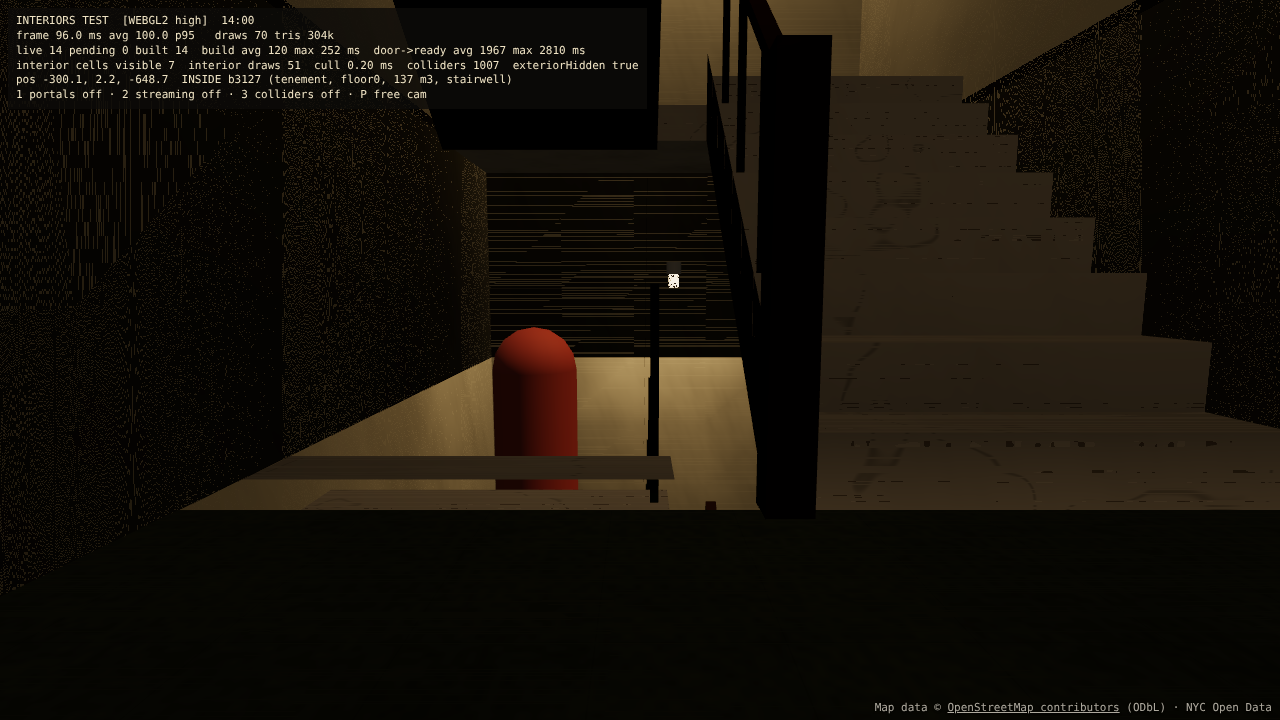 INTERIORS TEST  [WEBGL2 high]  14:00
frame 96.0 ms avg 100.0 p95   draws 70 tris 304k
live 14 pending 0 built 14  build avg 120 max 252 ms  door->ready avg 1967 max 2810 ms
interior cells visible 7  interior draws 51  cull 0.20 ms  colliders 1007  exteriorHidden true
pos -300.1, 2.2, -648.7  INSIDE b3127 (tenement, floor0, 137 m3, stairwell)
1 portals off · 2 streaming off · 3 colliders off · P free cam
Map data © OpenStreetMap contributors (ODbL) · NYC Open Data